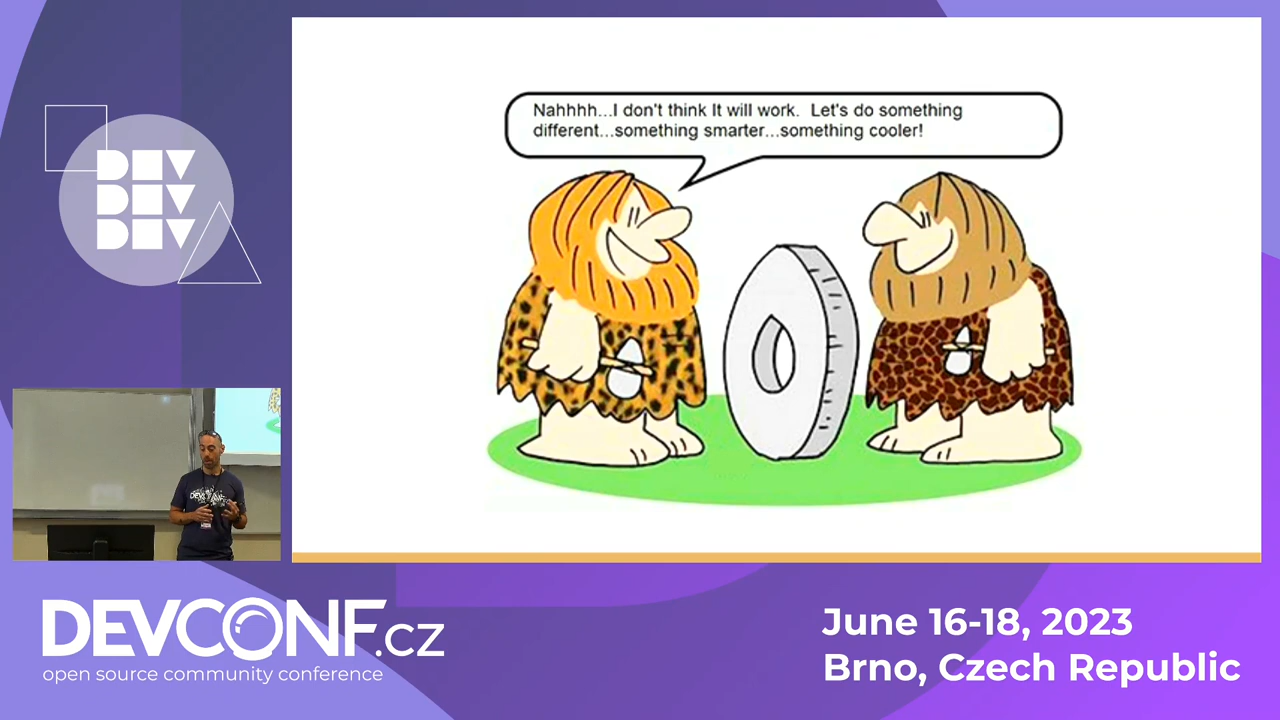 DEV
DEV
DEV
Nahhhh...I don't think It will work.  Let's do something
different...something smarter...something cooler!
DEVCONF
DEVCONF.cz
open source community conference
June 16-18, 2023
Brno, Czech Republic